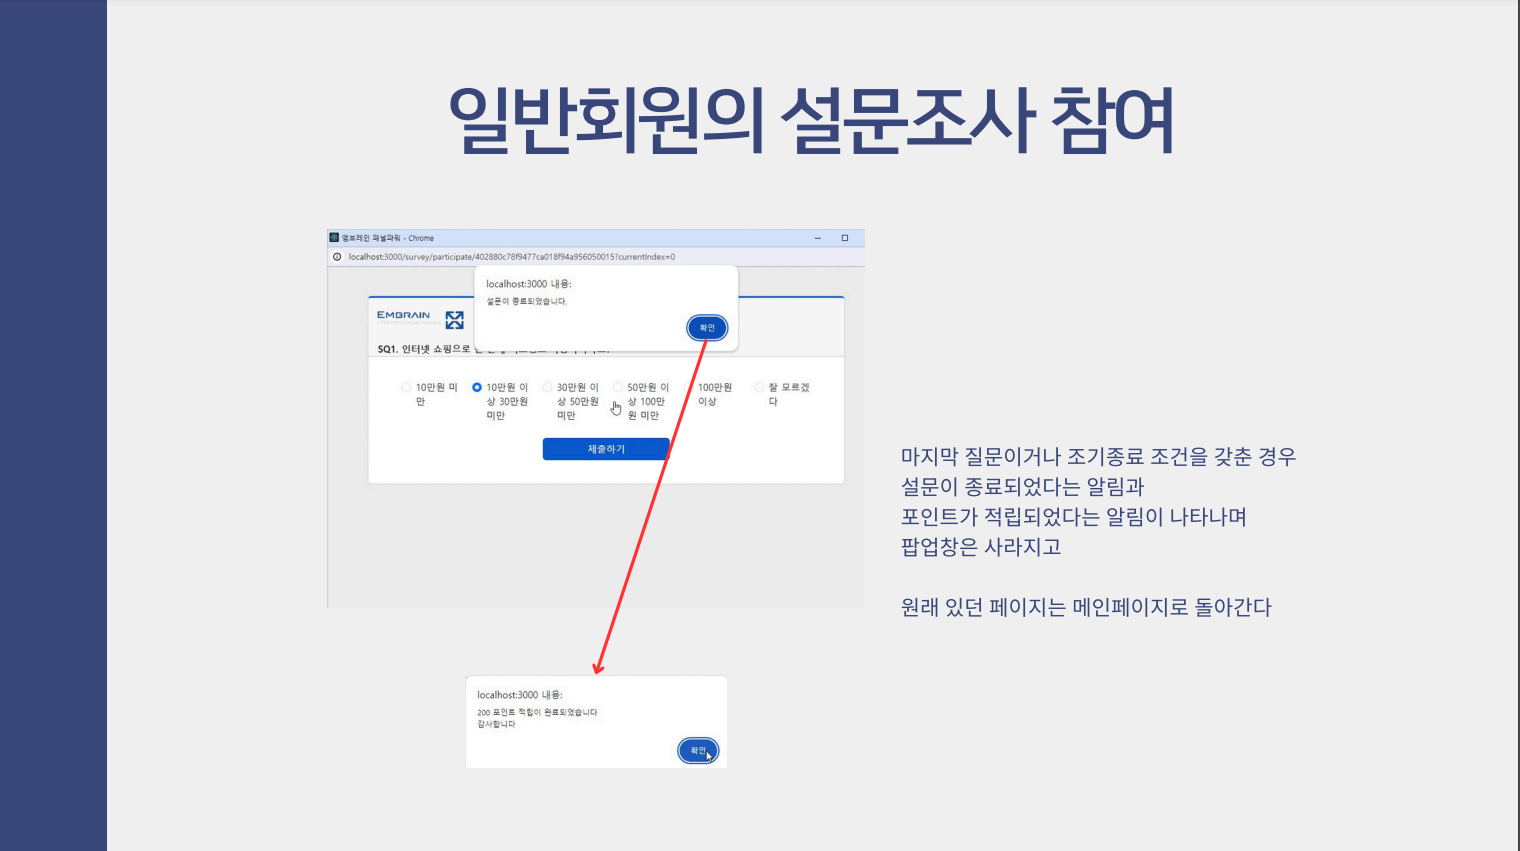 일반회원의 설문조사 참여
엠브레인 패널파워 - Chrome
localhost:3000/survey/participate/402880c78f9477ca018f94a956050015?currentIndex=0
localhost:3000 내용:
설문이 종료되었습니다.
확인
EMBRAIN
SQ1. 인터넷 쇼핑으로
10만원 미
만
10만원 이
상 30만원
미만
30만원 이
상 50만원
미만
50만원 이
상 100만
원 미만
100만원
이상
잘 모르겠
다
제출하기
마지막 질문이거나 조기종료 조건을 갖춘 경우
설문이 종료되었다는 알림과
포인트가 적립되었다는 알림이 나타나며
팝업창은 사라지고
원래 있던 페이지는 메인페이지로 돌아간다
localhost:3000 내용:
200 포인트 적립이 완료되었습니다
감사합니다
확인